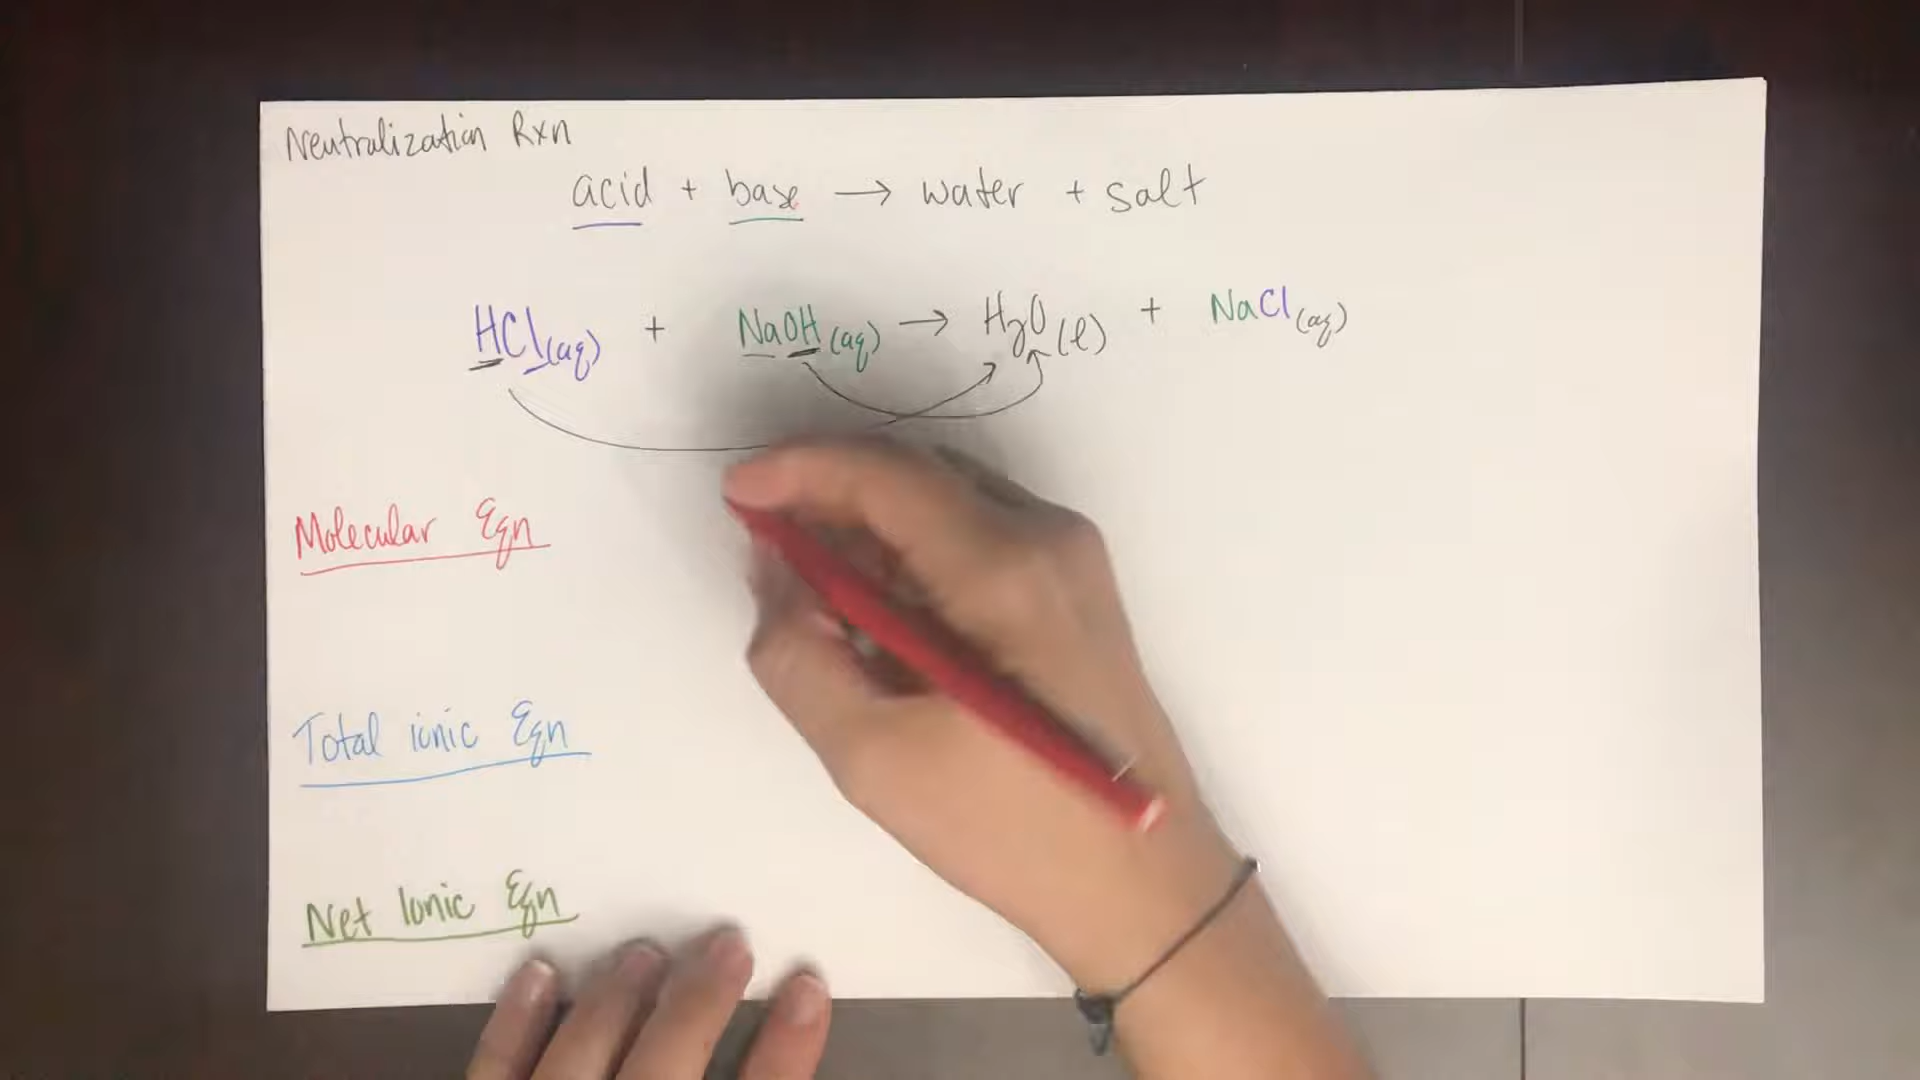 Neutralization Rxn
acid + base → water + salt
HCl(aq) + NaOH(aq) → H2O(l) + NaCl(aq)
Molecular Eqn
Total ionic Eqn
Net Ionic Eqn